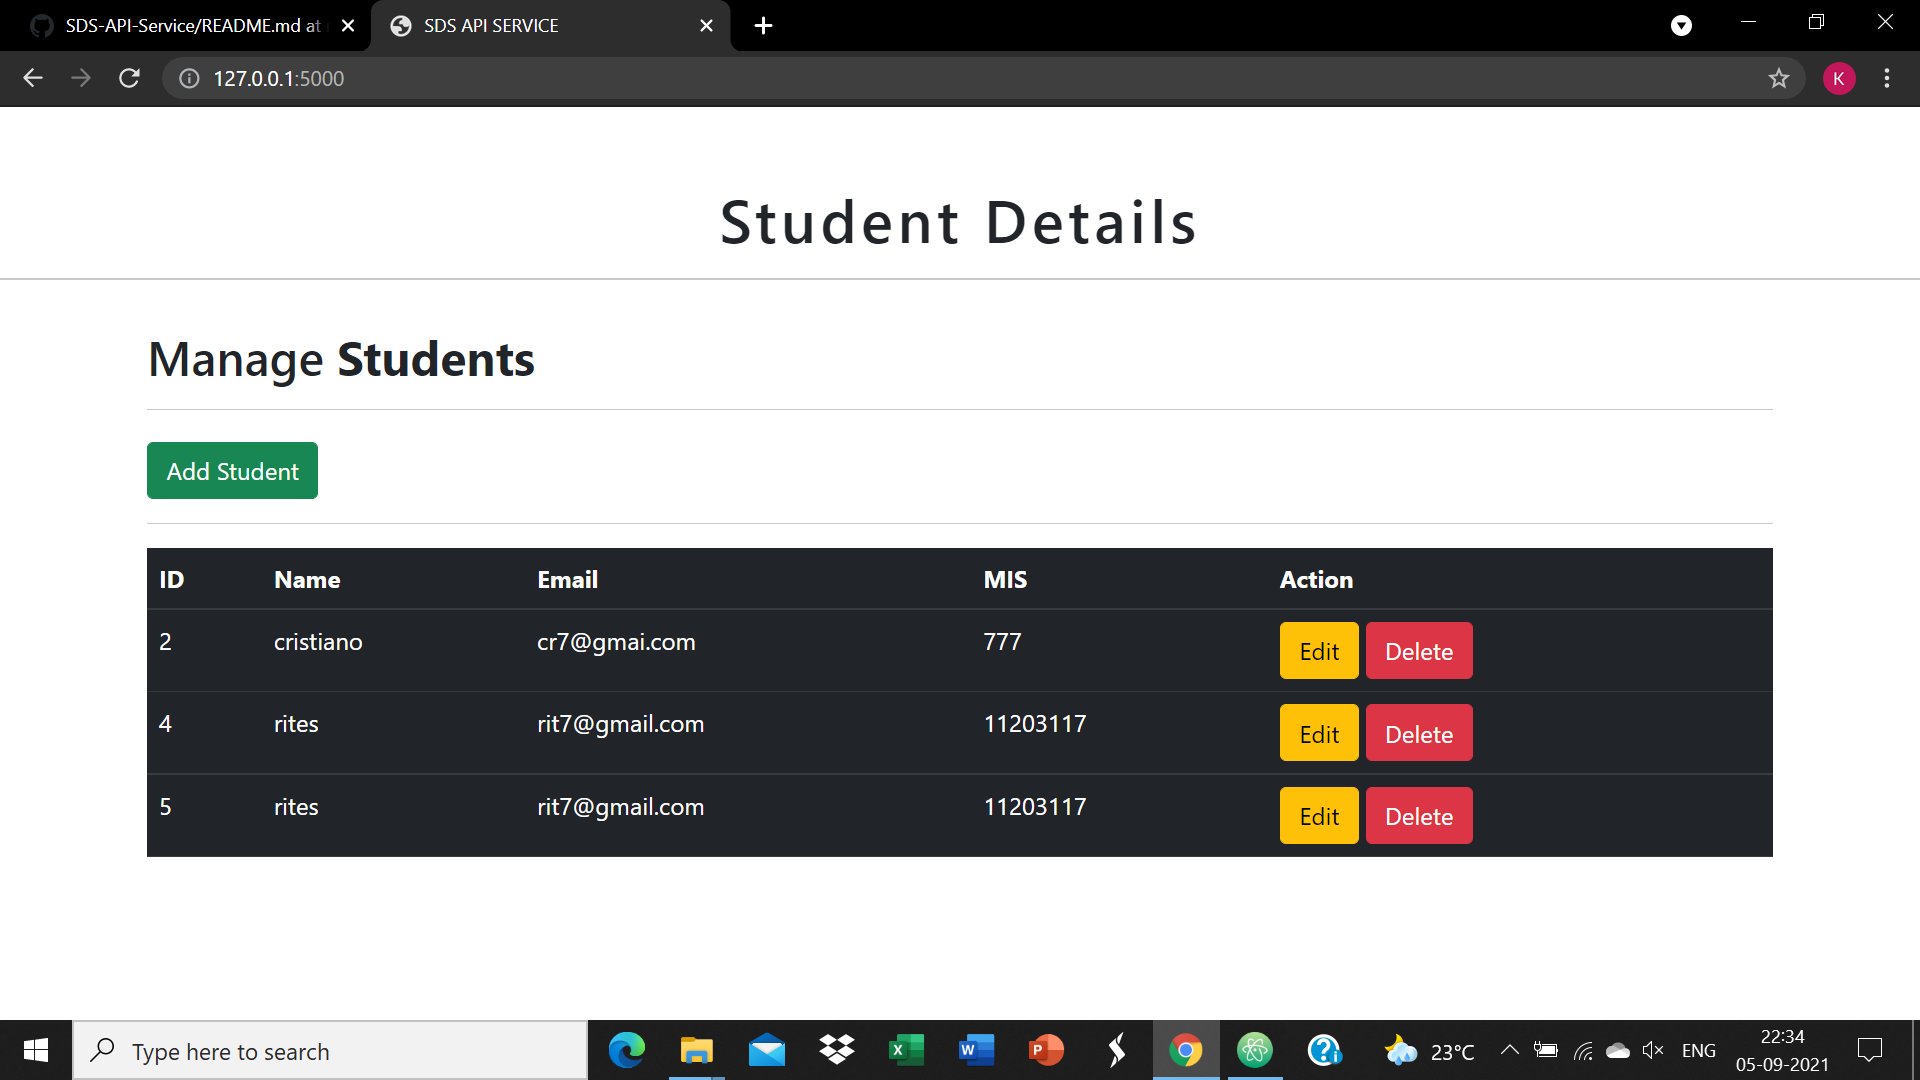 SDS-API-Service/README.md at
SDS API SERVICE
127.0.0.1:5000
K
Student Details
Manage Students
Add Student
ID Name Email MIS Action
2 cristiano cr7@gmai.com 777 Edit Delete
4 rites rit7@gmail.com 11203117 Edit Delete
5 rites rit7@gmail.com 11203117 Edit Delete
Type here to search
23°C
ENG
22:34
05-09-2021